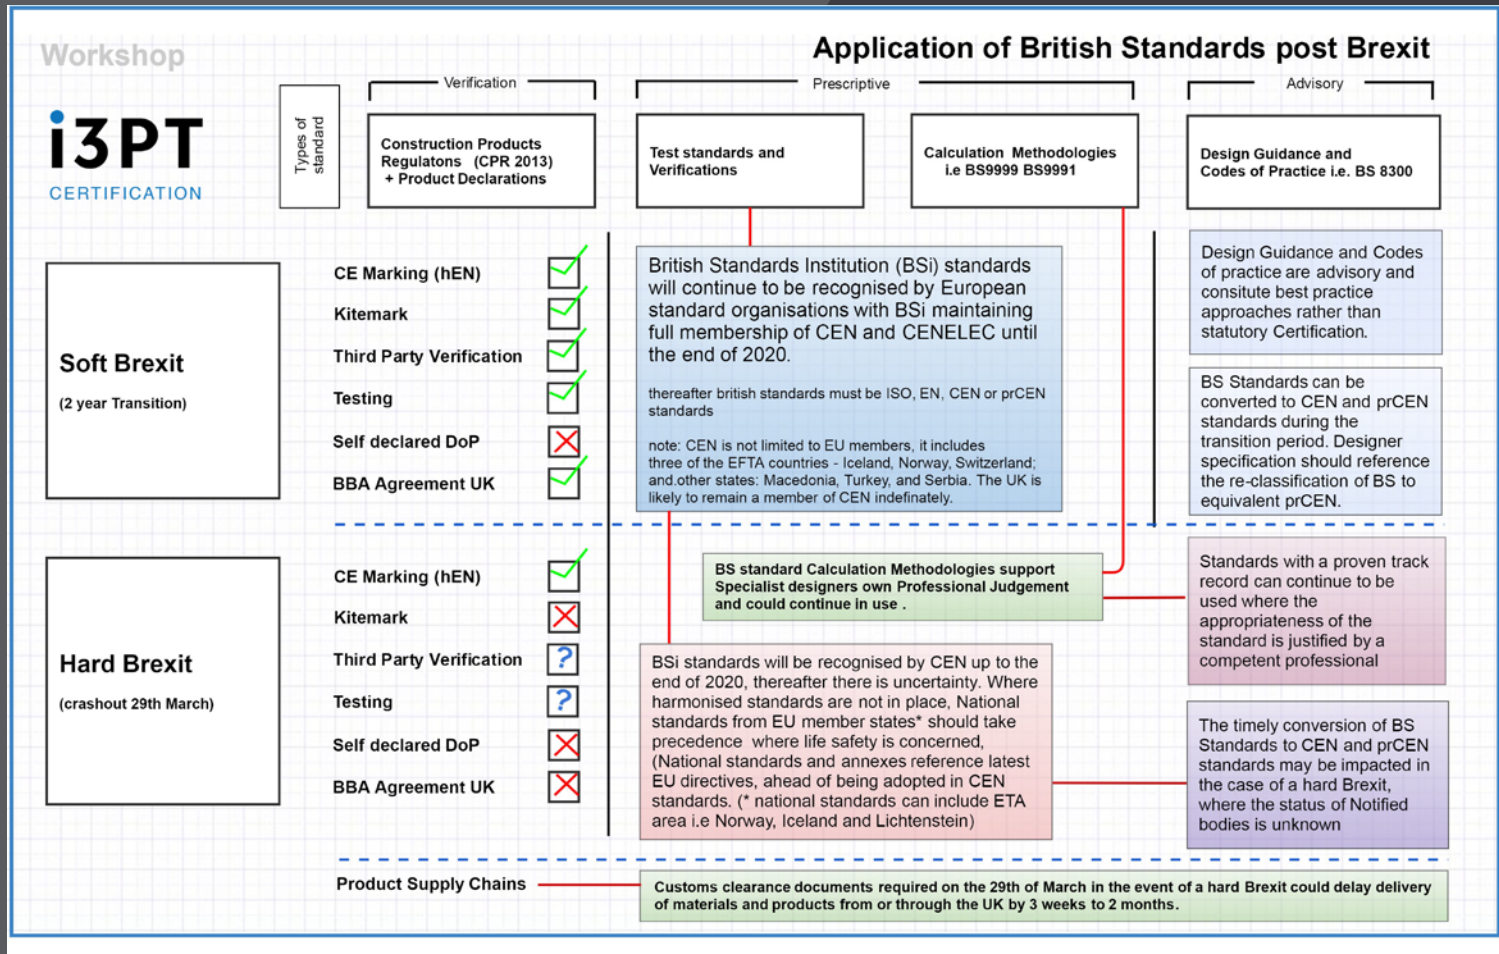 Workshop
Application of British Standards post Brexit
i3PT
CERTIFICATION
Types of
standard
Verification
Construction Products
Regulatons (CPR 2013)
+ Product Declarations
Prescriptive
Test standards and
Verifications
Calculation Methodologies
i.e BS9999 BS9991
Advisory
Design Guidance and
Codes of Practice i.e. BS 8300
Soft Brexit
(2 year Transition)
CE Marking (hEN)
Kitemark
Third Party Verification
Testing
Self declared DoP
BBA Agreement UK
British Standards Institution (BSi) standards
will continue to be recognised by European
standard organisations with BSi maintaining
full membership of CEN and CENELEC until
the end of 2020.
thereafter british standards must be ISO, EN, CEN or prCEN
standards
note: CEN is not limited to EU members, it includes
three of the EFTA countries - Iceland, Norway, Switzerland;
and.other states: Macedonia, Turkey, and Serbia. The UK is
likely to remain a member of CEN indefinately.
Design Guidance and Codes
of practice are advisory and
consitute best practice
approaches rather than
statutory Certification.
BS Standards can be
converted to CEN and prCEN
standards during the
transition period. Designer
specification should reference
the re-classification of BS to
equivalent prCEN.
Hard Brexit
(crashout 29th March)
CE Marking (hEN)
Kitemark
Third Party Verification
?
Testing
?
Self declared DoP
BBA Agreement UK
BS standard Calculation Methodologies support
Specialist designers own Professional Judgement
and could continue in use .
BSi standards will be recognised by CEN up to the
end of 2020, thereafter there is uncertainty. Where
harmonised standards are not in place, National
standards from EU member states* should take
precedence where life safety is concerned,
(National standards and annexes reference latest
EU directives, ahead of being adopted in CEN
standards. (* national standards can include ETA
area i.e Norway, Iceland and Lichtenstein)
Standards with a proven track
record can continue to be
used where the
appropriateness of the
standard is justified by a
competent professional
The timely conversion of BS
Standards to CEN and prCEN
standards may be impacted in
the case of a hard Brexit,
where the status of Notified
bodies is unknown
Product Supply Chains
Customs clearance documents required on the 29th of March in the event of a hard Brexit could delay delivery
of materials and products from or through the UK by 3 weeks to 2 months.